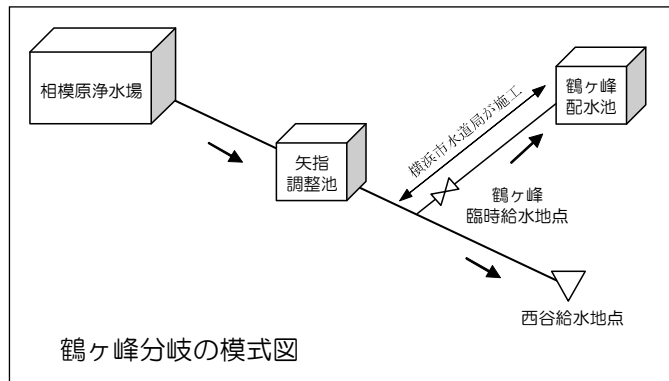 相模原浄水場
矢指
調整池
横浜市水道局が施工
鶴ヶ峰
配水池
鶴ヶ峰
臨時給水地点
西谷給水地点
鶴ヶ峰分岐の模式図